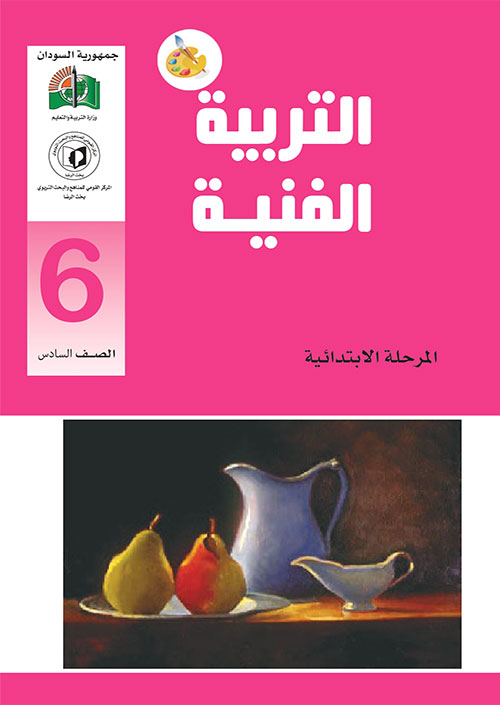 جمهورية السودان
وزارة التربية والتعليم
المركز القومي للمناهج والبحث التربوي
بخت الرضا
6
الصف السادس
التربية
الفنية
المرحلة الابتدائية